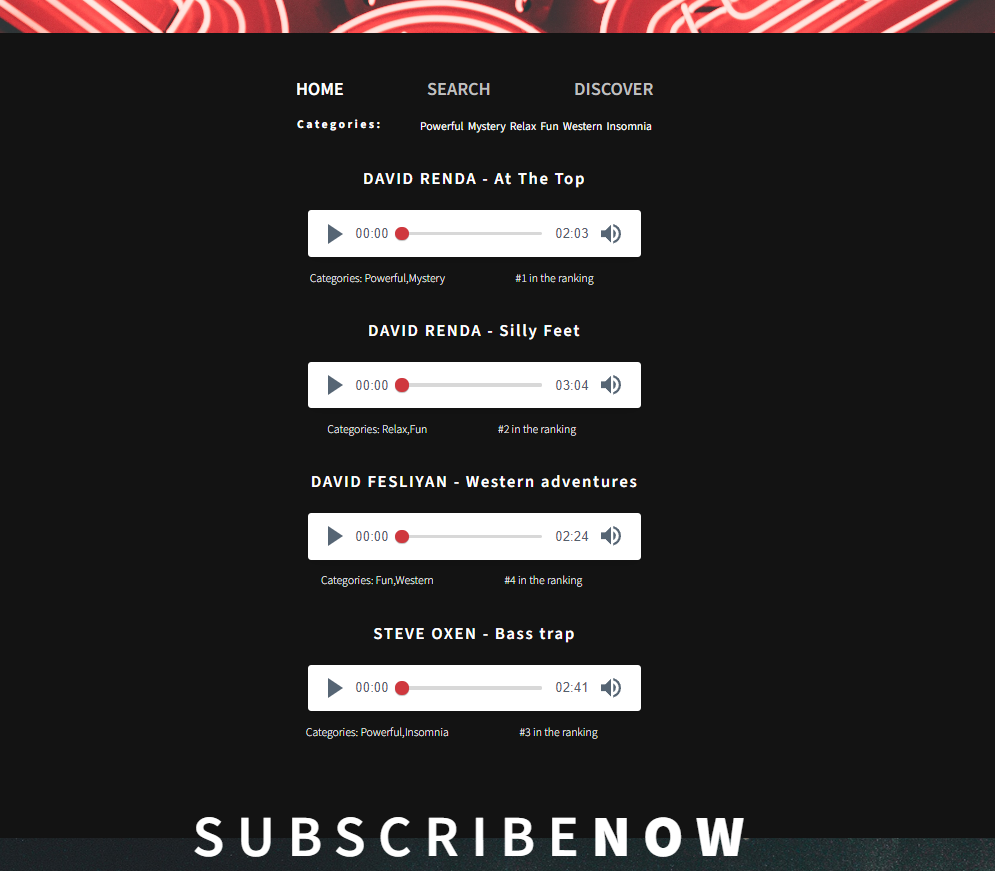 HOME SEARCH DISCOVER
Categories: Powerful Mystery Relax Fun Western Insomnia
DAVID RENDA - At The Top
00:00 02:03
Categories: Powerful,Mystery #1 in the ranking
DAVID RENDA - Silly Feet
00:00 03:04
Categories: Relax,Fun #2 in the ranking
DAVID FESLIYAN - Western adventures
00:00 02:24
Categories: Fun,Western #4 in the ranking
STEVE OXEN - Bass trap
00:00 02:41
Categories: Powerful,Insomnia #3 in the ranking
SUBSCRIBENOW